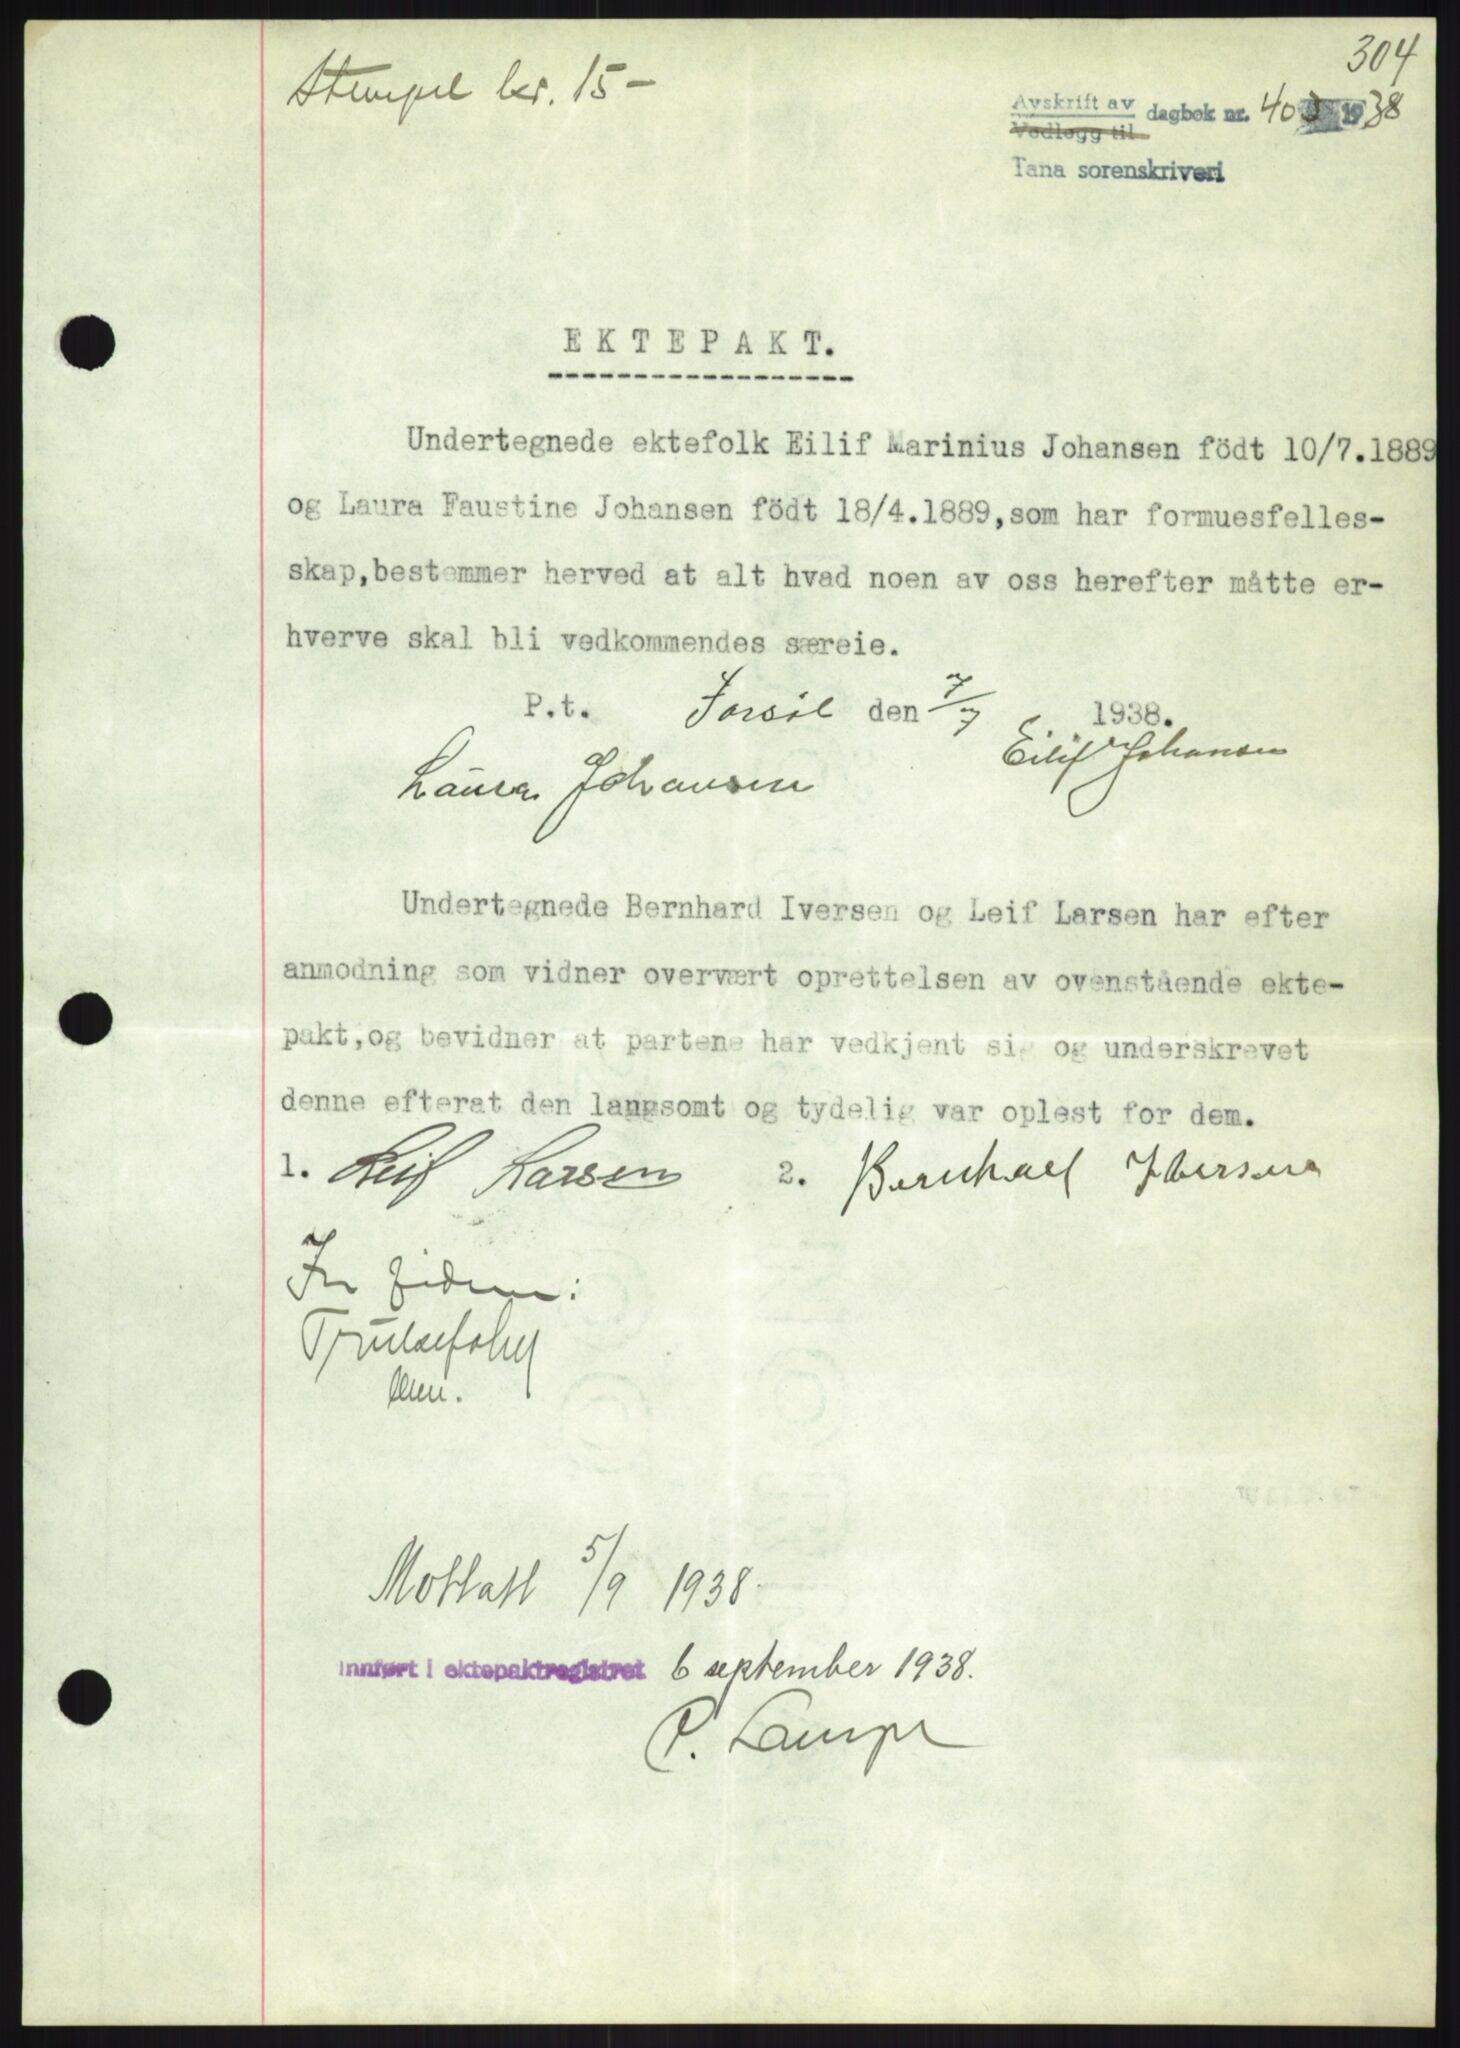 304
Stempel kr. 15-
Avskrift av
Vedlegg til
dagbok nr. 403 1938
Tana sorenskriveri
EKTEPAKT.
Undertegnede ektefolk Eilif Marinius Johansen födt 10/7.1889
og Laura Faustine Johansen födt 18/4.1889,som har formuesfelles-
skap,bestemmer herved at alt hvad noen av oss herefter måtte er-
hverve skal bli vedkommendes særeie.
P.t. Forsöl den 7/7 1938.
Eilif Johansen
Laura Johansen
Undertegnede Bernhard Iversen og Leif Larsen har efter
anmodning som vidner overvært oprettelsen av ovenstående ekte-
pakt,og bevidner at partene har vedkjent sig og underskrevet
denne efterat den langsomt og tydelig var oplest for dem.
1. Leif Larsen 2. Bernhard Iversen
In fidem:
Mottatt 5/9 1938.
Innført i ektepaktregistret 6 september 1938.
P. Lampe